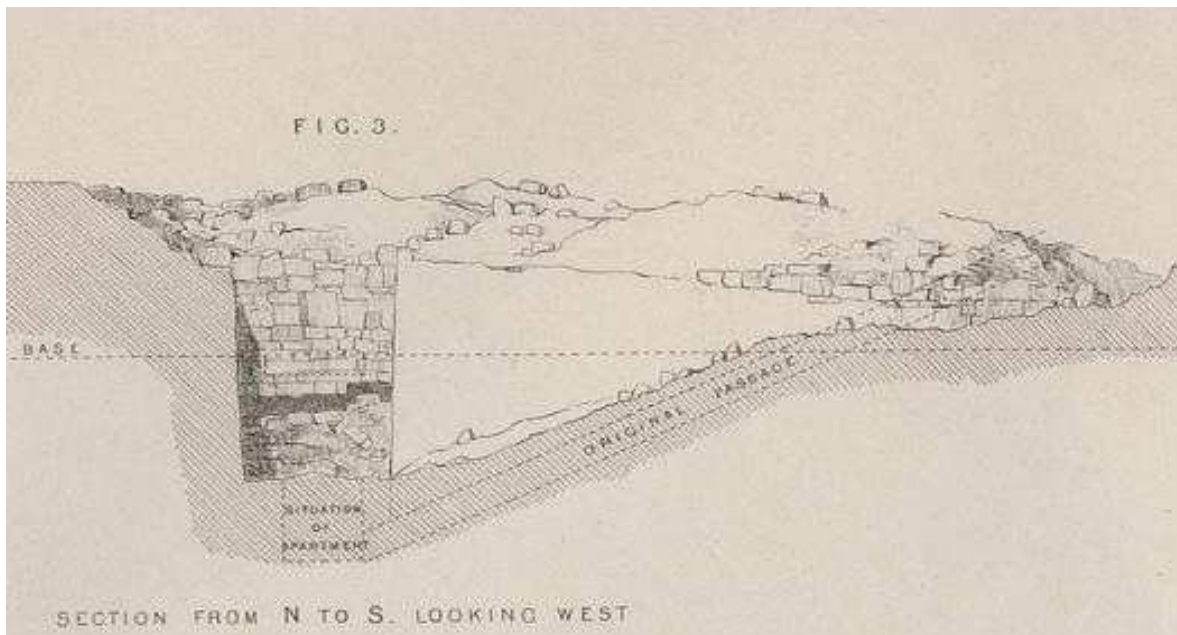 FIG. 3.
BASE
ORIGINAL PASSAGE
SITUATION
OF
APARTMENT
SECTION FROM N TO S. LOOKING WEST